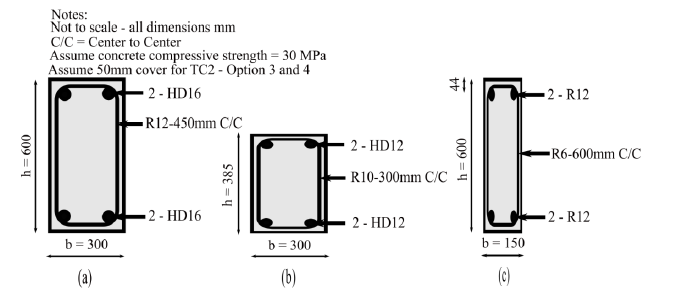 Notes:
Not to scale - all dimensions mm
C/C = Center to Center
Assume concrete compressive strength = 30 MPa
Assume 50mm cover for TC2 - Option 3 and 4
2 - HD16
R12-450mm C/C
2 - HD16
h = 600
b = 300
(a)
2 - HD12
R10-300mm C/C
2 - HD12
h = 385
b = 300
(b)
44
2 - R12
R6-600mm C/C
2 - R12
h = 600
b = 150
(c)